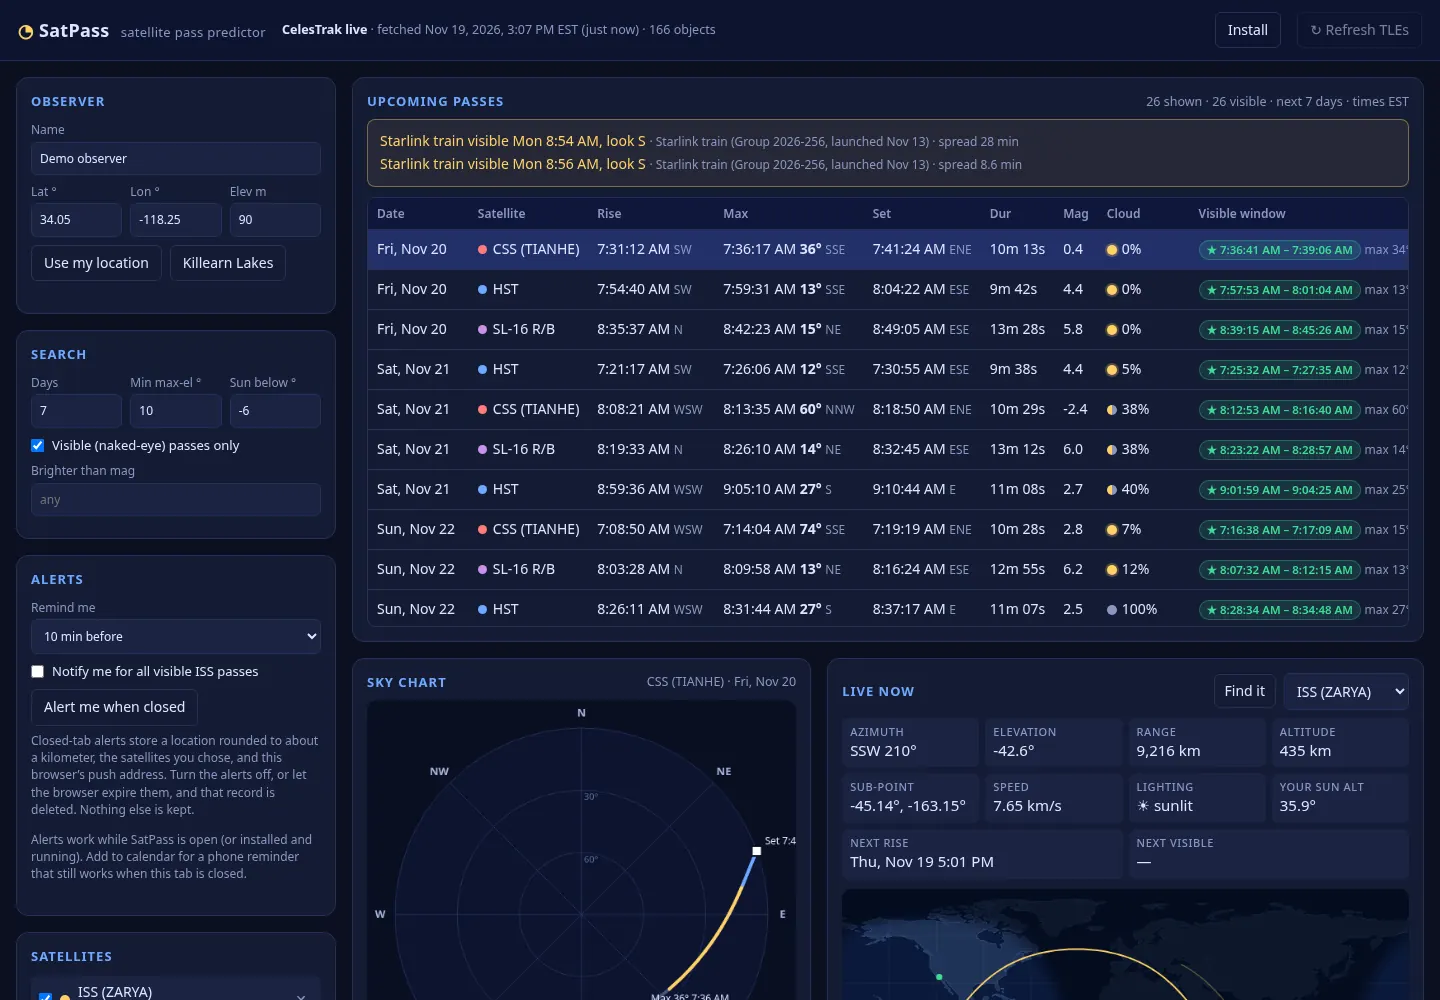 SatPass satellite pass predictor CelesTrak live · fetched Nov 19, 2026, 3:07 PM EST (just now) · 166 objects Install ↻ Refresh TLEs
OBSERVER
Name
Demo observer
Lat ° Lon ° Elev m
34.05 -118.25 90
Use my location Killearn Lakes
SEARCH
Days Min max-el ° Sun below °
7 10 -6
Visible (naked-eye) passes only
Brighter than mag
any
ALERTS
Remind me
10 min before
Notify me for all visible ISS passes
Alert me when closed
Closed-tab alerts store a location rounded to about
a kilometer, the satellites you chose, and this
browser's push address. Turn the alerts off, or let
the browser expire them, and that record is
deleted. Nothing else is kept.
Alerts work while SatPass is open (or installed and
running). Add to calendar for a phone reminder
that still works when this tab is closed.
SATELLITES
ISS (ZARYA) ×
UPCOMING PASSES 26 shown · 26 visible · next 7 days · times EST
Starlink train visible Mon 8:54 AM, look S · Starlink train (Group 2026-256, launched Nov 13) · spread 28 min
Starlink train visible Mon 8:56 AM, look S · Starlink train (Group 2026-256, launched Nov 13) · spread 8.6 min
Date Satellite Rise Max Set Dur Mag Cloud Visible window
Fri, Nov 20 CSS (TIANHE) 7:31:12 AM SW 7:36:17 AM 36° SSE 7:41:24 AM ENE 10m 13s 0.4 0% ★ 7:36:41 AM – 7:39:06 AM max 34°
Fri, Nov 20 HST 7:54:40 AM SW 7:59:31 AM 13° SSE 8:04:22 AM ESE 9m 42s 4.4 0% ★ 7:57:53 AM – 8:01:04 AM max 13°
Fri, Nov 20 SL-16 R/B 8:35:37 AM N 8:42:23 AM 15° NE 8:49:05 AM ESE 13m 28s 5.8 0% ★ 8:39:15 AM – 8:45:26 AM max 15°
Sat, Nov 21 HST 7:21:17 AM SW 7:26:06 AM 12° SSE 7:30:55 AM ESE 9m 38s 4.4 5% ★ 7:25:32 AM – 7:27:35 AM max 12°
Sat, Nov 21 CSS (TIANHE) 8:08:21 AM WSW 8:13:35 AM 60° NNW 8:18:50 AM ENE 10m 29s -2.4 38% ★ 8:12:53 AM – 8:16:40 AM max 60°
Sat, Nov 21 SL-16 R/B 8:19:33 AM N 8:26:10 AM 14° NE 8:32:45 AM ESE 13m 12s 6.0 38% ★ 8:23:22 AM – 8:28:57 AM max 14°
Sat, Nov 21 HST 8:59:36 AM WSW 9:05:10 AM 27° S 9:10:44 AM E 11m 08s 2.7 40% ★ 9:01:59 AM – 9:04:25 AM max 25°
Sun, Nov 22 CSS (TIANHE) 7:08:50 AM WSW 7:14:04 AM 74° SSE 7:19:19 AM ENE 10m 28s 2.8 7% ★ 7:16:38 AM – 7:17:09 AM max 15°
Sun, Nov 22 SL-16 R/B 8:03:28 AM N 8:09:58 AM 13° NE 8:16:24 AM ESE 12m 55s 6.2 12% ★ 8:07:32 AM – 8:12:15 AM max 13°
Sun, Nov 22 HST 8:26:11 AM WSW 8:31:44 AM 27° S 8:37:17 AM E 11m 07s 2.5 100% ★ 8:28:34 AM – 8:34:48 AM max 27°
SKY CHART CSS (TIANHE) · Fri, Nov 20
N
NW NE
30°
Set 7:4
60°
W E
Max 36° 7:36 AM
LIVE NOW Find it ISS (ZARYA)
AZIMUTH ELEVATION RANGE ALTITUDE
SSW 210° -42.6° 9,216 km 435 km
SUB-POINT SPEED LIGHTING YOUR SUN ALT
-45.14°, -163.15° 7.65 km/s ☀ sunlit 35.9°
NEXT RISE NEXT VISIBLE
Thu, Nov 19 5:01 PM —